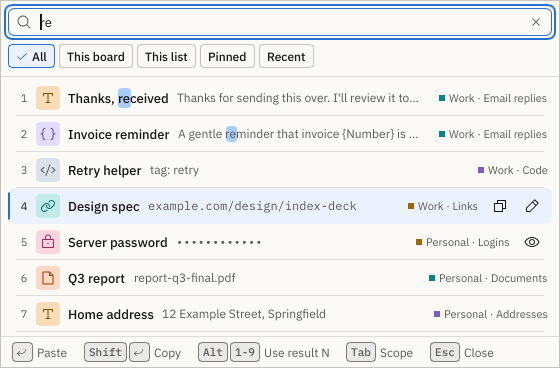 re
All This board This list Pinned Recent
1 T Thanks, received Thanks for sending this over. I'll review it to... Work · Email replies
2 {} Invoice reminder A gentle reminder that invoice {Number} is ... Work · Email replies
3 </> Retry helper tag: retry Work · Code
4 Design spec example.com/design/index-deck Work · Links
5 Server password •••••••••••• Personal · Logins
6 Q3 report report-q3-final.pdf Personal · Documents
7 T Home address 12 Example Street, Springfield Personal · Addresses
Paste Shift Copy Alt 1-9 Use result N Tab Scope Esc Close